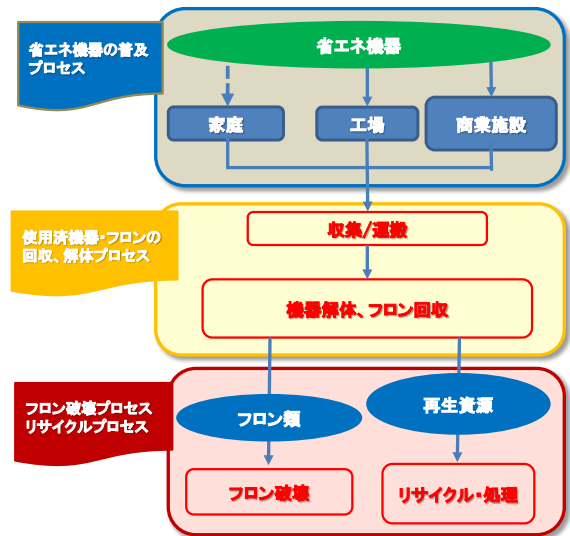 省エネ機器の普及
プロセス
省エネ機器
家庭
工場
商業施設
使用済機器・フロンの
回収、解体プロセス
収集/運搬
機器解体、フロン回収
フロン破壊プロセス
リサイクルプロセス
フロン類
再生資源
フロン破壊
リサイクル・処理